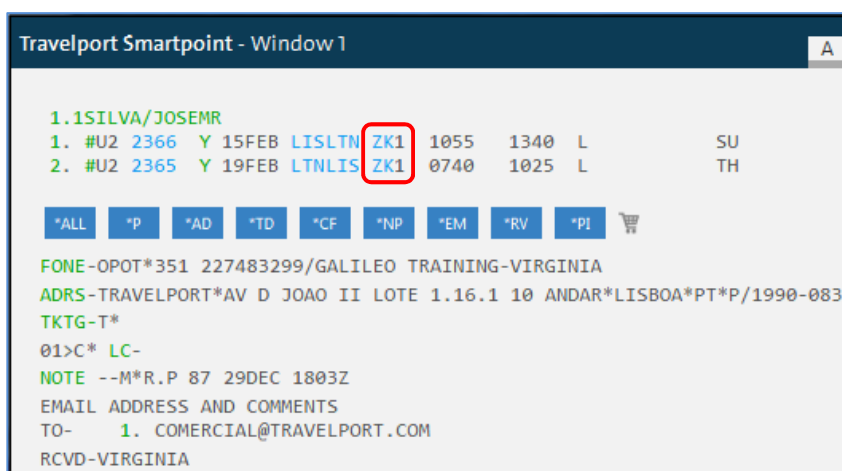 Travelport Smartpoint - Window 1
A
1.1SILVA/JOSEMR
1. #U2 2366 Y 15FEB LISLTN ZK1 1055 1340 L SU
2. #U2 2365 Y 19FEB LTNLIS ZK1 0740 1025 L TH
*ALL *P *AD *TD *CF *NP *EM *RV *PI
FONE-OPOT*351 227483299/GALILEO TRAINING-VIRGINIA
ADRS-TRAVELPORT*AV D JOAO II LOTE 1.16.1 10 ANDAR*LISBOA*PT*P/1990-083
TKTG-T*
01>C* LC-
NOTE --M*R.P 87 29DEC 1803Z
EMAIL ADDRESS AND COMMENTS
TO- 1. COMERCIAL@TRAVELPORT.COM
RCVD-VIRGINIA